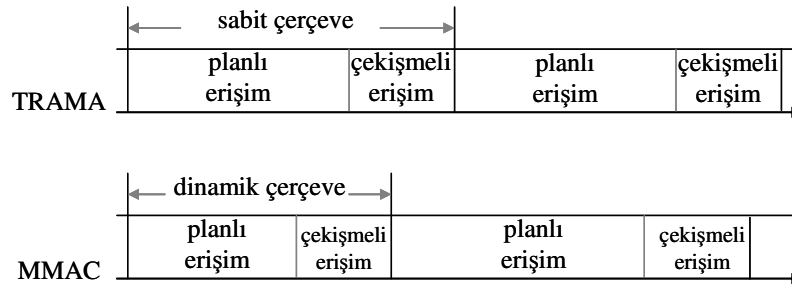 sabit çerçeve
planlı
erişim
çekişmeli
erişim
planlı
erişim
çekişmeli
erişim
TRAMA
dinamik çerçeve
planlı
erişim
çekişmeli
erişim
planlı
erişim
çekişmeli
erişim
MMAC